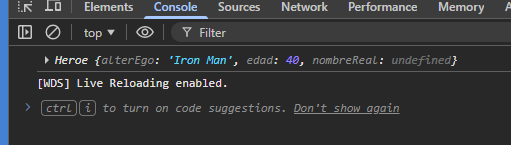 Elements Console Sources Network Performance Memory
top Filter
Heroe {alterEgo: 'Iron Man', edad: 40, nombreReal: undefined}
[WDS] Live Reloading enabled.
ctrl i to turn on code suggestions. Don't show again